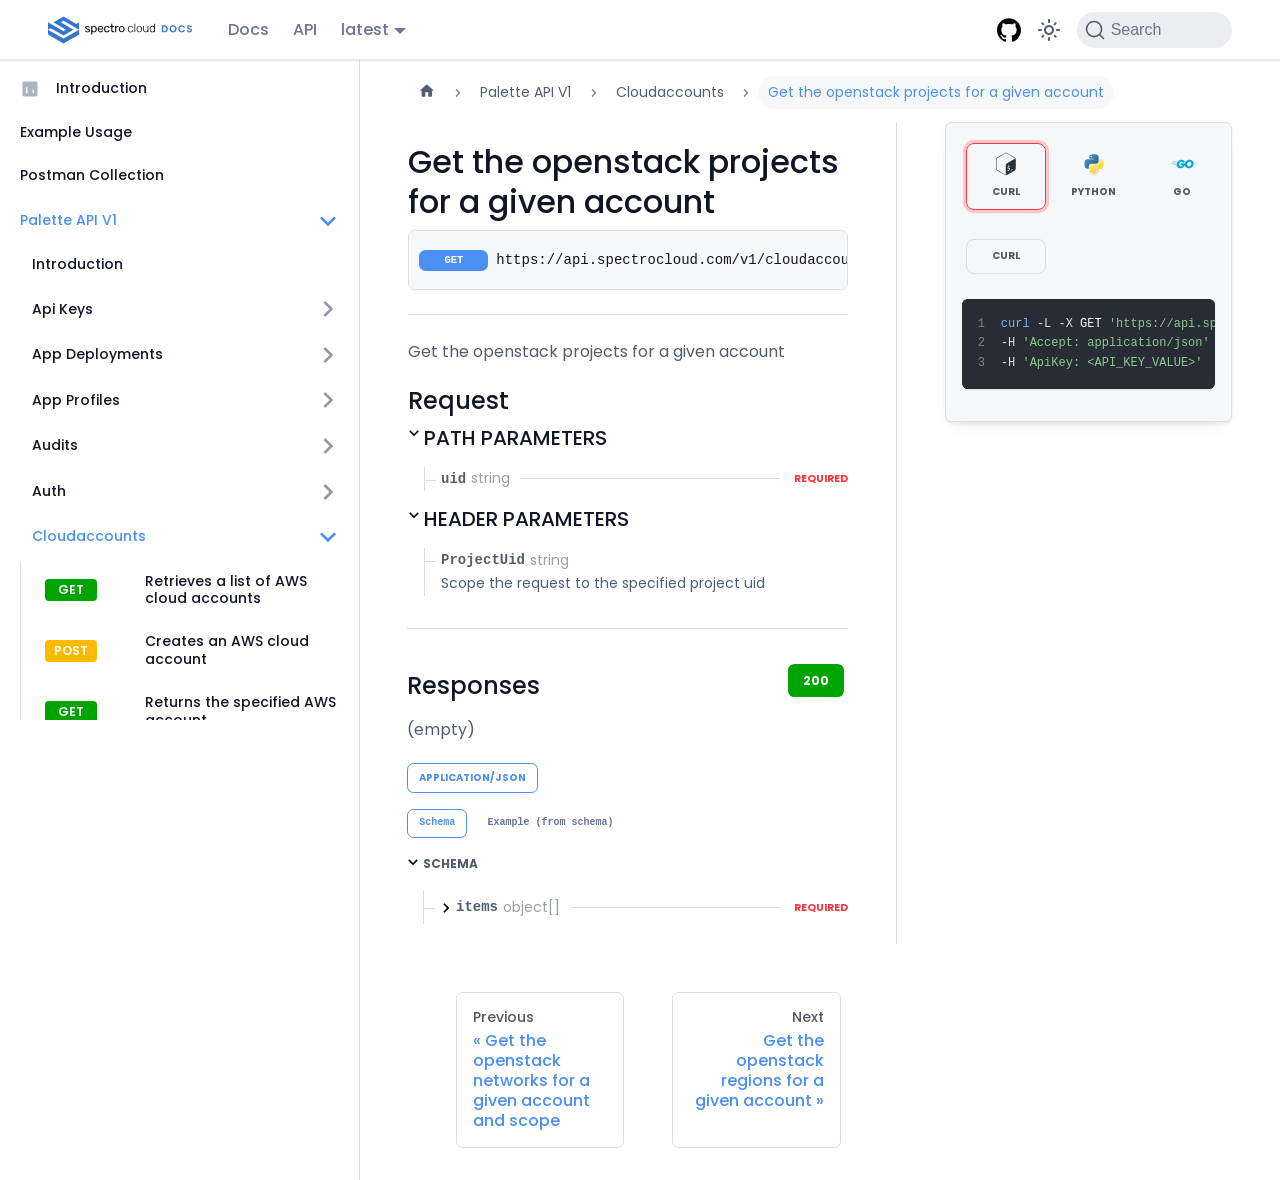 spectro cloud DOCS
Docs
API
latest
Search
Introduction
Example Usage
Postman Collection
Palette API V1
Introduction
Api Keys
App Deployments
App Profiles
Audits
Auth
Cloudaccounts
GET
Retrieves a list of AWS
cloud accounts
POST
Creates an AWS cloud
account
GET
Returns the specified AWS
account
Palette API V1
Cloudaccounts
Get the openstack projects for a given account
Get the openstack projects
for a given account
GET
https://api.spectrocloud.com/v1/cloudaccou
Get the openstack projects for a given account
Request
PATH PARAMETERS
uid string
REQUIRED
HEADER PARAMETERS
ProjectUid string
Scope the request to the specified project uid
Responses
200
(empty)
APPLICATION/JSON
Schema
Example (from schema)
SCHEMA
items object[]
REQUIRED
Previous
« Get the
openstack
networks for a
given account
and scope
Next
Get the
openstack
regions for a
given account »
CURL
PYTHON
GO
GO
CURL
1 curl -L -X GET 'https://api.sp
2 -H 'Accept: application/json'
3 -H 'ApiKey: <API_KEY_VALUE>'